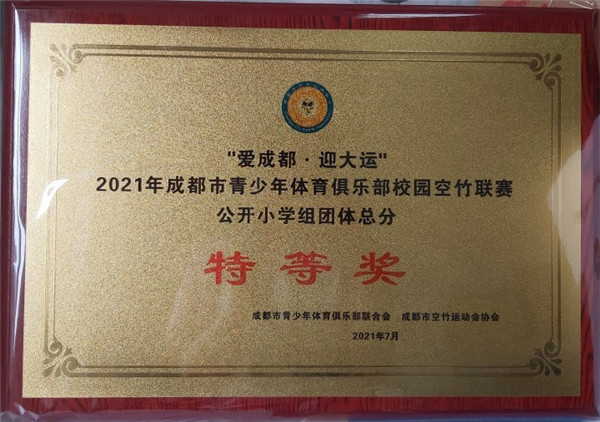 "爱成都·迎大运"
2021年成都市青少年体育俱乐部校园空竹联赛
公开小学组团体总分
特等奖
成都市青少年体育俱乐部联合会 成都市空竹运动会协会
2021年7月